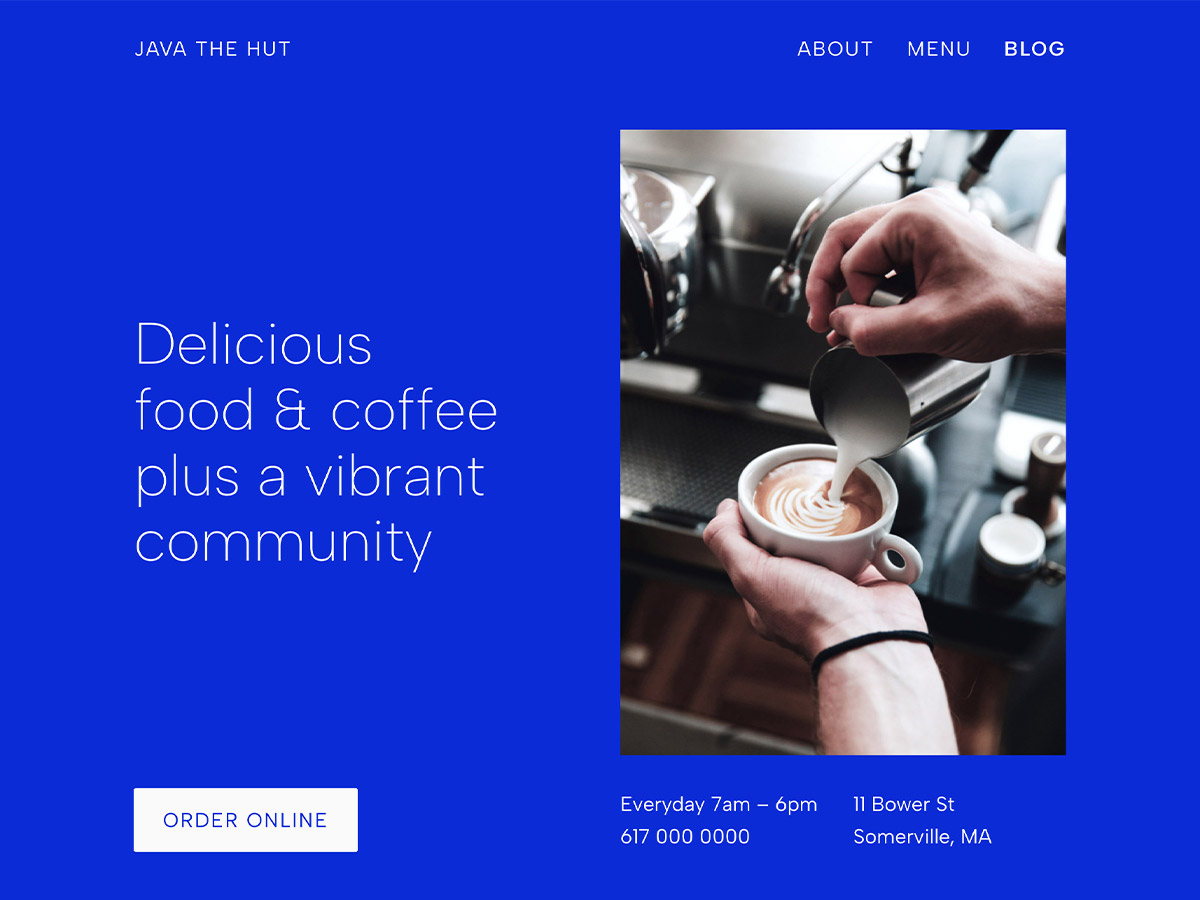 JAVA THE HUT
ABOUT MENU BLOG
Delicious
food & coffee
plus a vibrant
community
ORDER ONLINE
Everyday 7am – 6pm
617 000 0000
11 Bower St
Somerville, MA